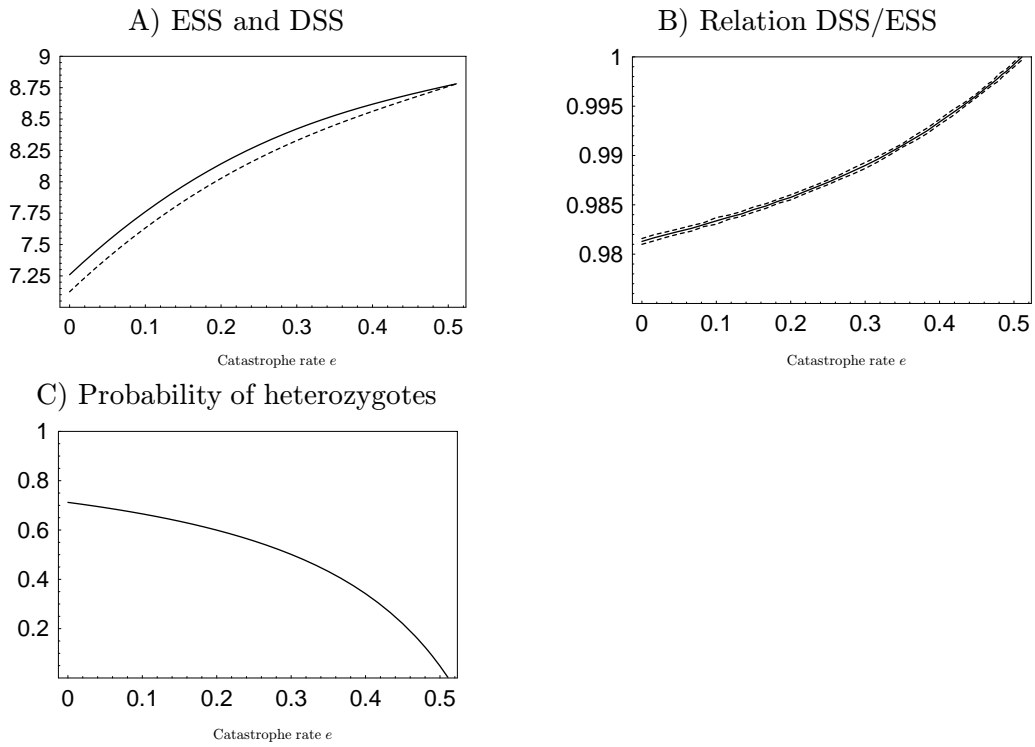 A) ESS and DSS
9
8.75
8.5
8.25
8
7.75
7.5
7.25
0 0.1 0.2 0.3 0.4 0.5
Catastrophe rate e
B) Relation DSS/ESS
1
0.995
0.99
0.985
0.98
0 0.1 0.2 0.3 0.4 0.5
Catastrophe rate e
C) Probability of heterozygotes
1
0.8
0.6
0.4
0.2
0 0.1 0.2 0.3 0.4 0.5
Catastrophe rate e